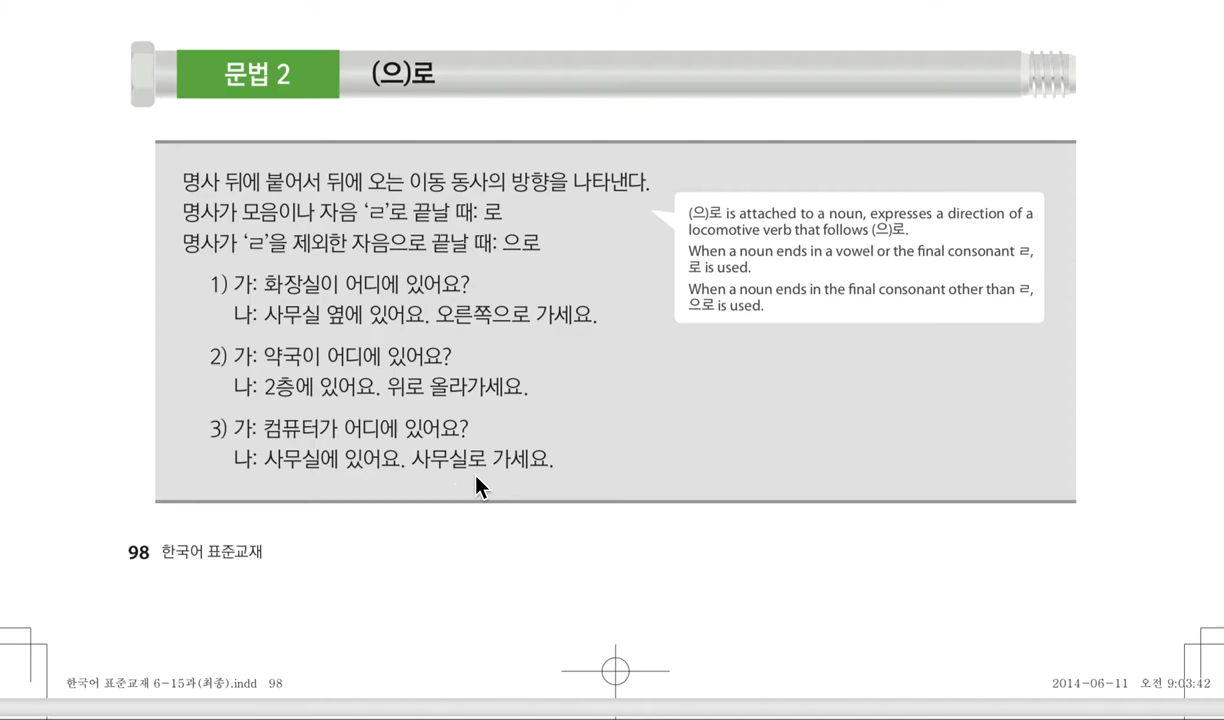 문법 2
(으)로
명사 뒤에 붙어서 뒤에 오는 이동 동사의 방향을 나타낸다.
명사가 모음이나 자음 ‘ㄹ’로 끝날 때: 로
명사가 ‘ㄹ’을 제외한 자음으로 끝날 때: 으로
(으)로 is attached to a noun, expresses a direction of a
locomotive verb that follows (으)로.
When a noun ends in a vowel or the final consonant ㄹ,
로 is used.
When a noun ends in the final consonant other than ㄹ,
으로 is used.
1) 가: 화장실이 어디에 있어요?
나: 사무실 옆에 있어요. 오른쪽으로 가세요.
2) 가: 약국이 어디에 있어요?
나: 2층에 있어요. 위로 올라가세요.
3) 가: 컴퓨터가 어디에 있어요?
나: 사무실에 있어요. 사무실로 가세요.
98 한국어 표준교재
한국어 표준교재 6-15과(최종).indd 98
2014-06-11 오전 9:03:42